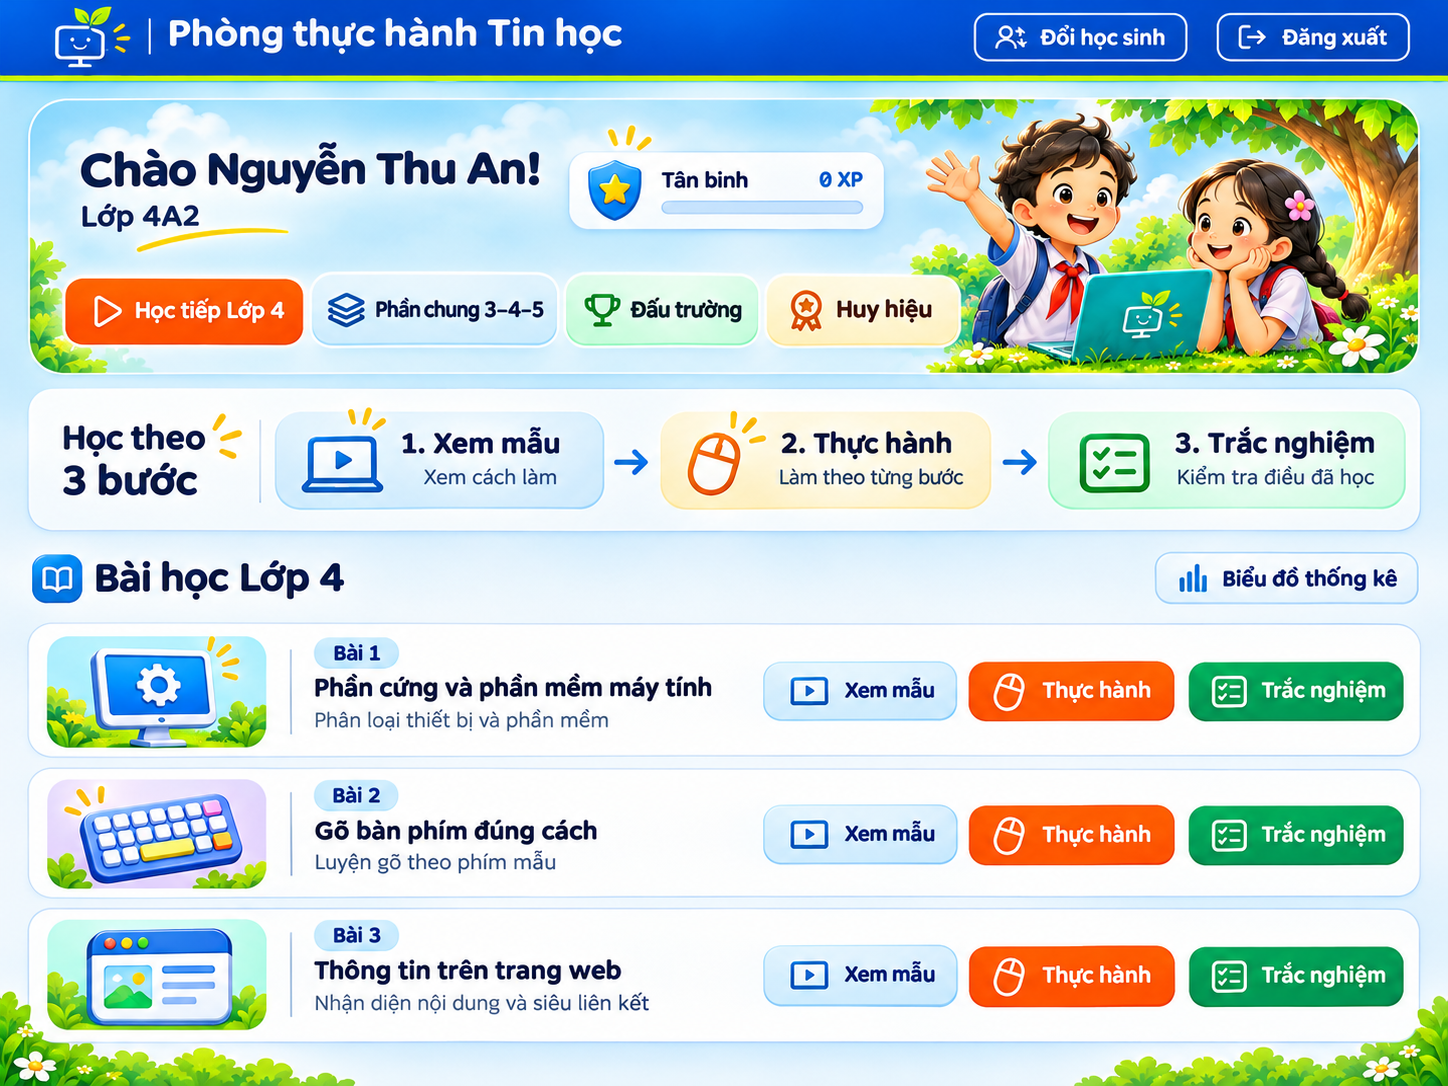 Phòng thực hành Tin học
Đổi học sinh
Đăng xuất
Chào Nguyễn Thu An!
Lớp 4A2
Tân binh
0 XP
Học tiếp Lớp 4
Phần chung 3-4-5
Đấu trường
Huy hiệu
Học theo
3 bước
1. Xem mẫu
Xem cách làm
2. Thực hành
Làm theo từng bước
3. Trắc nghiệm
Kiểm tra điều đã học
Bài học Lớp 4
Biểu đồ thống kê
Bài 1
Phần cứng và phần mềm máy tính
Phân loại thiết bị và phần mềm
Xem mẫu
Thực hành
Trắc nghiệm
Bài 2
Gõ bàn phím đúng cách
Luyện gõ theo phím mẫu
Xem mẫu
Thực hành
Trắc nghiệm
Bài 3
Thông tin trên trang web
Nhận diện nội dung và siêu liên kết
Xem mẫu
Thực hành
Trắc nghiệm